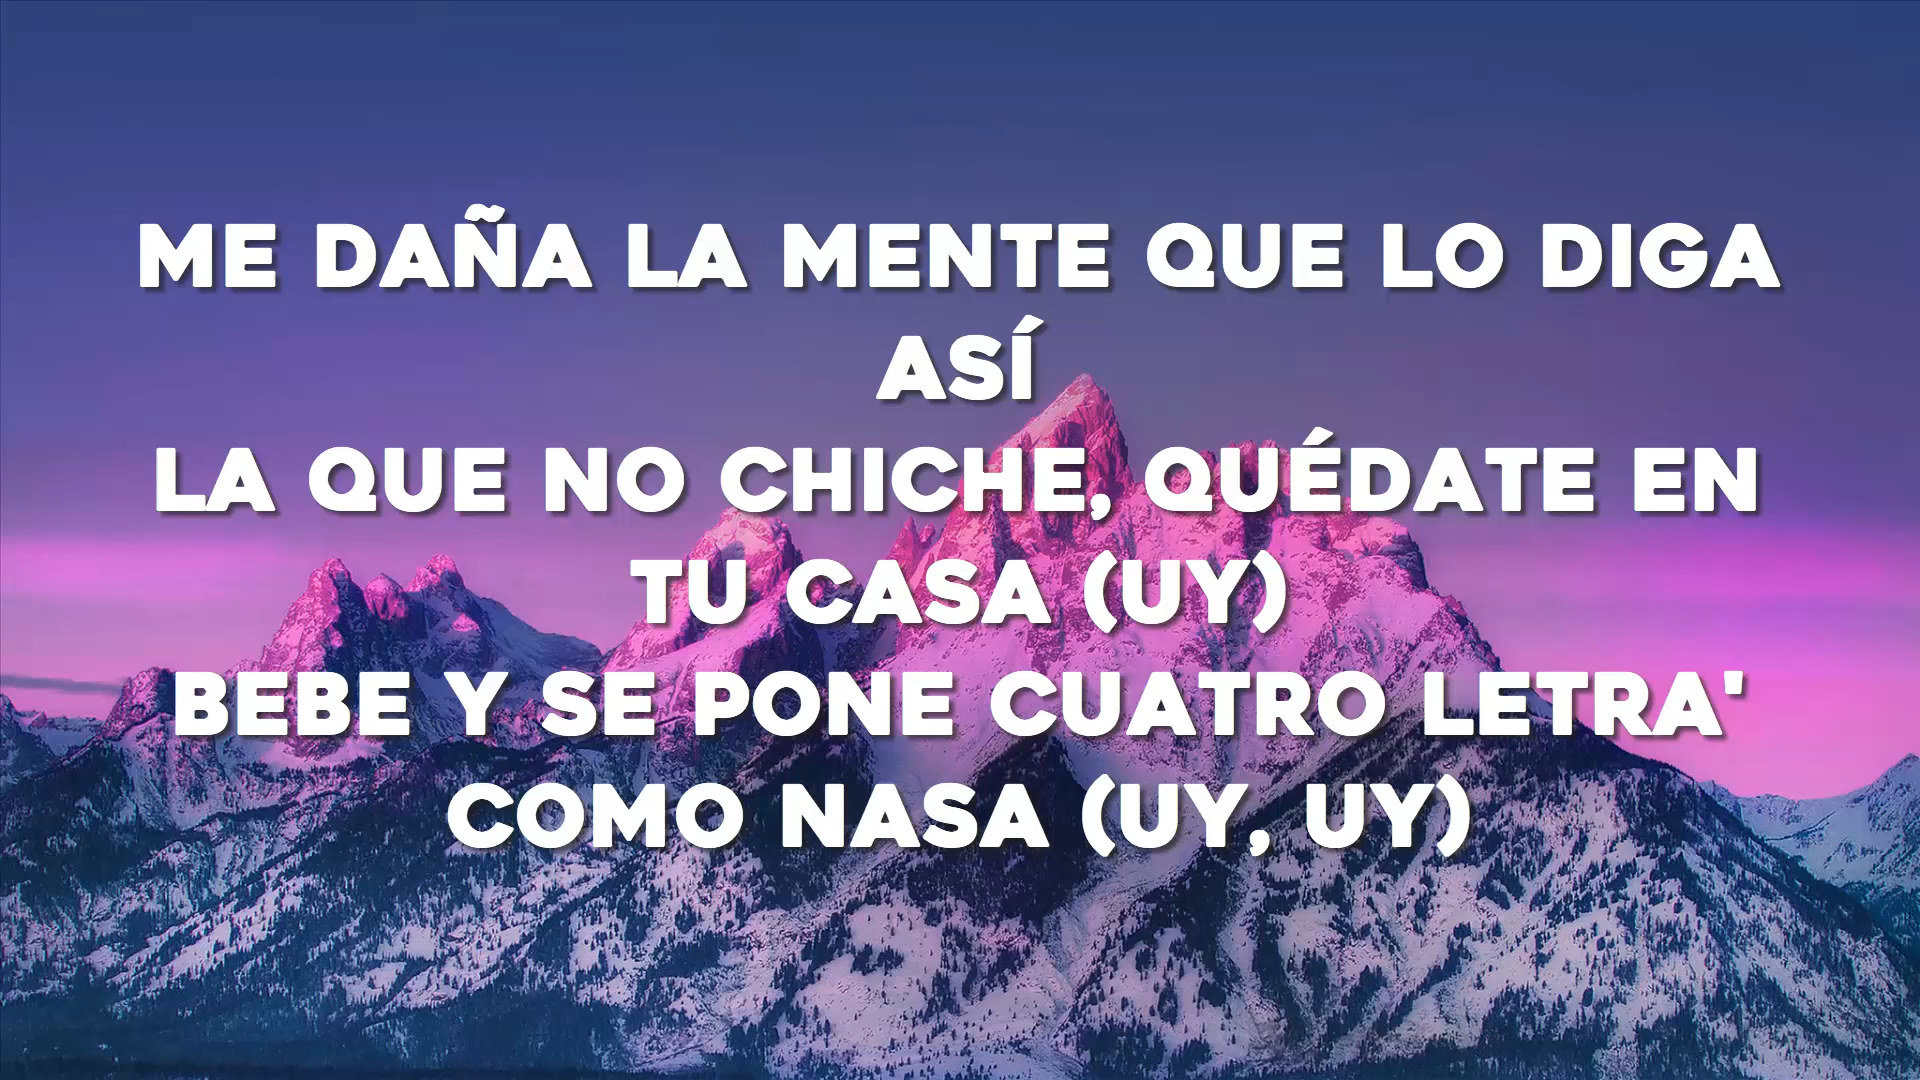 ME DAÑA LA MENTE QUE LO DIGA
ASÍ
LA QUE NO CHICHE, QUÉDATE EN
TU CASA (UY)
BEBE Y SE PONE CUATRO LETRA'
COMO NASA (UY, UY)